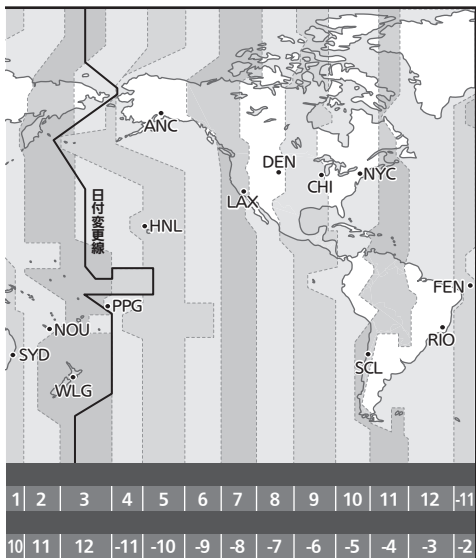 ANC
DEN
CHI
NYC
LAX
日付変更線
HNL
FEN
PPG
NOU
RIO
SYD
SCL
WLG
1 2 3 4 5 6 7 8 9 10 11 12 -11
10 11 12 -11 -10 -9 -8 -7 -6 -5 -4 -3 -2